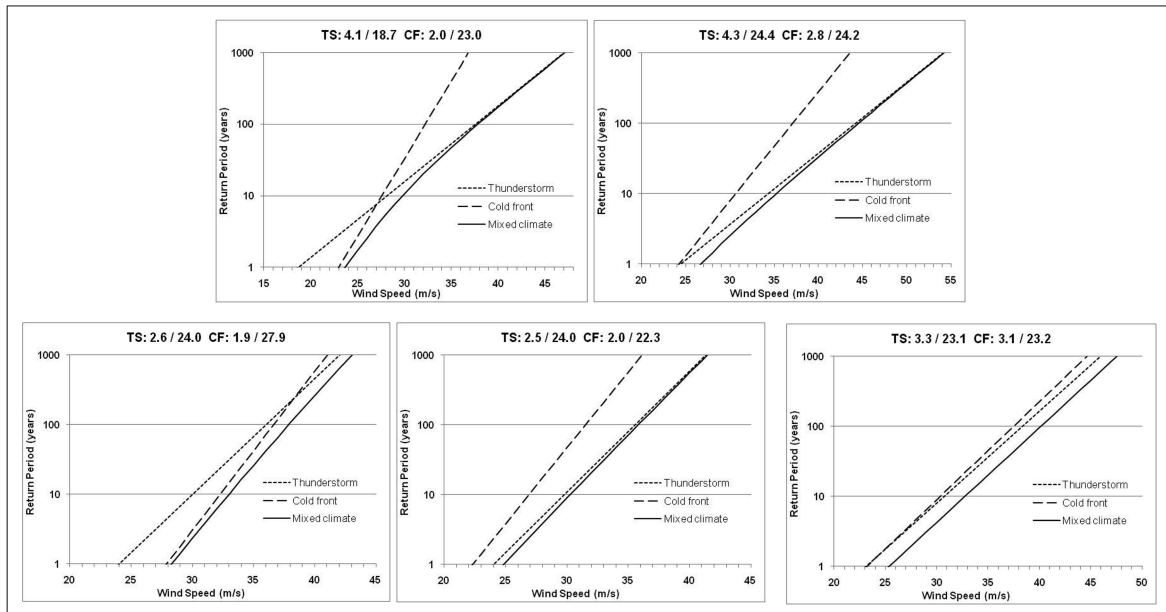 TS: 4.1 / 18.7 CF: 2.0 / 23.0
1000
100
10
1
Return Period (years)
Thunderstorm
Cold front
Mixed climate
15 20 25 30 35 40 45
Wind Speed (m/s)
TS: 4.3 / 24.4 CF: 2.8 / 24.2
1000
100
10
1
Return Period (years)
Thunderstorm
Cold front
Mixed climate
20 25 30 35 40 45 50 55
Wind Speed (m/s)
TS: 2.6 / 24.0 CF: 1.9 / 27.9
1000
100
10
1
Return Period (years)
Thunderstorm
Cold front
Mixed climate
20 25 30 35 40 45
Wind Speed (m/s)
TS: 2.5 / 24.0 CF: 2.0 / 22.3
1000
100
10
1
Return Period (years)
Thunderstorm
Cold front
Mixed climate
20 25 30 35 40 45
Wind Speed (m/s)
TS: 3.3 / 23.1 CF: 3.1 / 23.2
1000
100
10
1
Return Period (years)
Thunderstorm
Cold front
Mixed climate
20 25 30 35 40 45 50
Wind Speed (m/s)